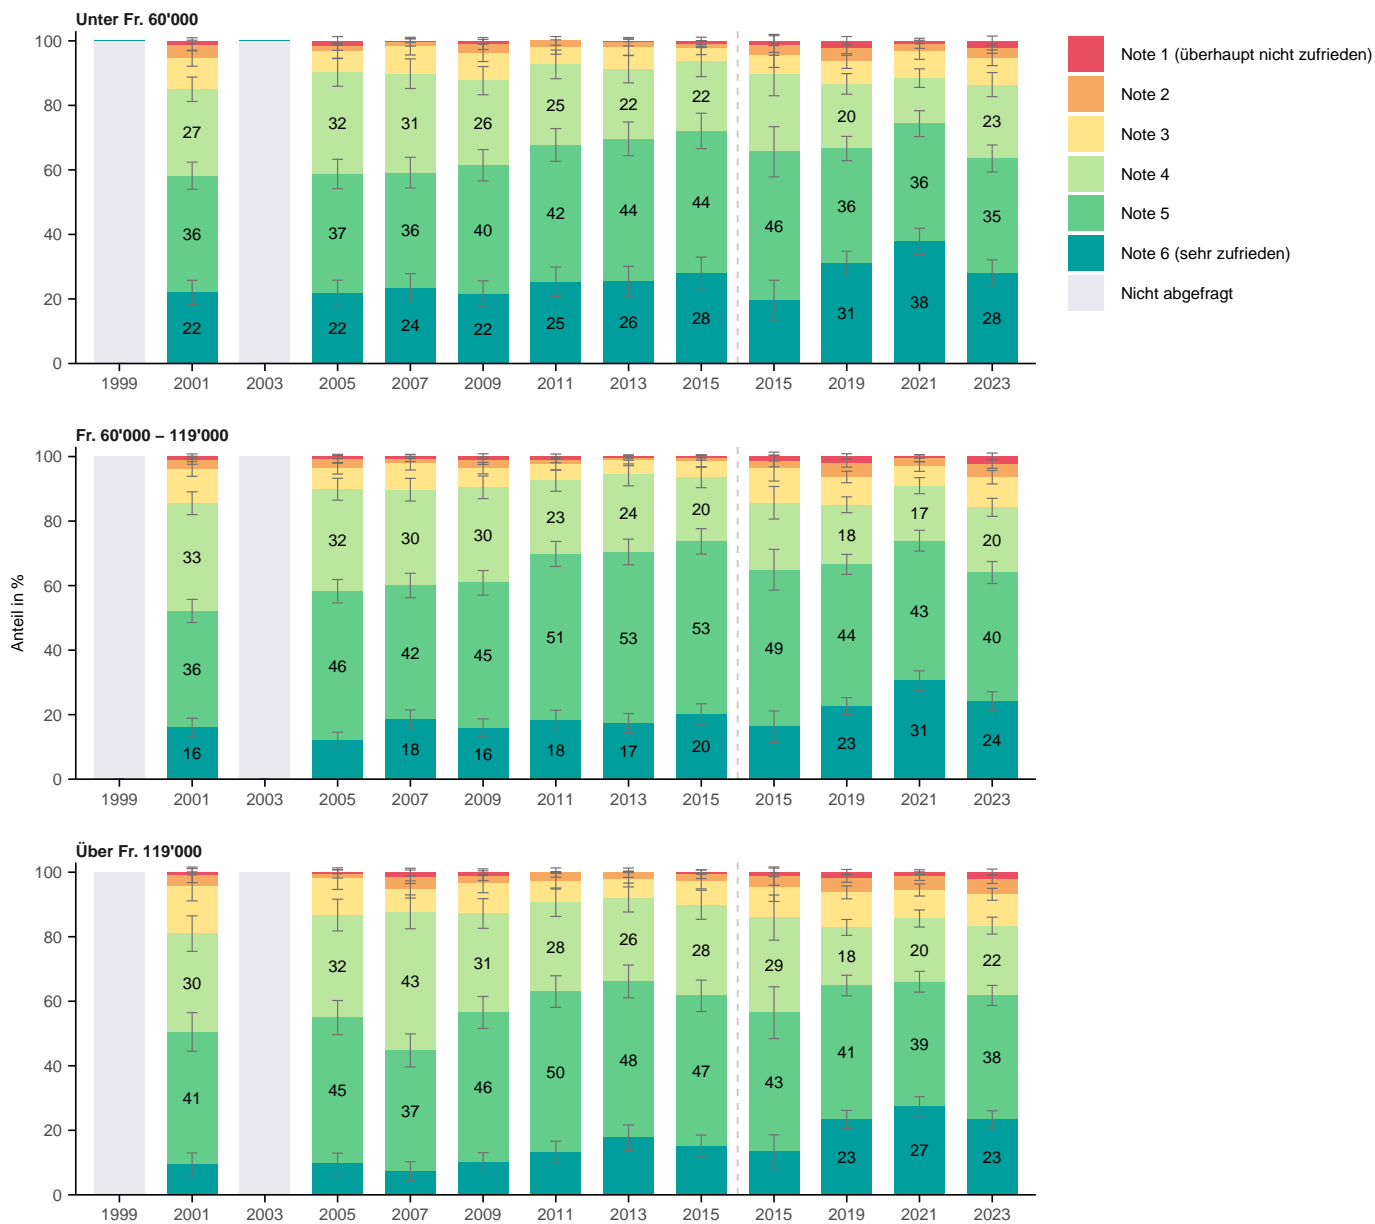 Unter Fr. 60'000
100
80
60
40
20
0
27 32 31 26 25 22 22 20 23
36 37 36 40 42 44 44 46 36 36 35
22 22 24 22 25 26 28 31 38 28
1999 2001 2003 2005 2007 2009 2011 2013 2015 2015 2019 2021 2023
Note 1 (überhaupt nicht zufrieden)
Note 2
Note 3
Note 4
Note 5
Note 6 (sehr zufrieden)
Nicht abgefragt
Anteil in %
Fr. 60'000 – 119'000
100
80
60
40
20
0
33 32 30 30 23 24 20 18 17 20
36 46 42 45 51 53 53 49 44 43 40
16 18 16 18 17 20 23 31 24
1999 2001 2003 2005 2007 2009 2011 2013 2015 2015 2019 2021 2023
Über Fr. 119'000
100
80
60
40
20
0
30 32 43 31 28 26 28 29 18 20 22
41 45 37 46 50 48 47 43 41 39 38
23 27 23
1999 2001 2003 2005 2007 2009 2011 2013 2015 2015 2019 2021 2023